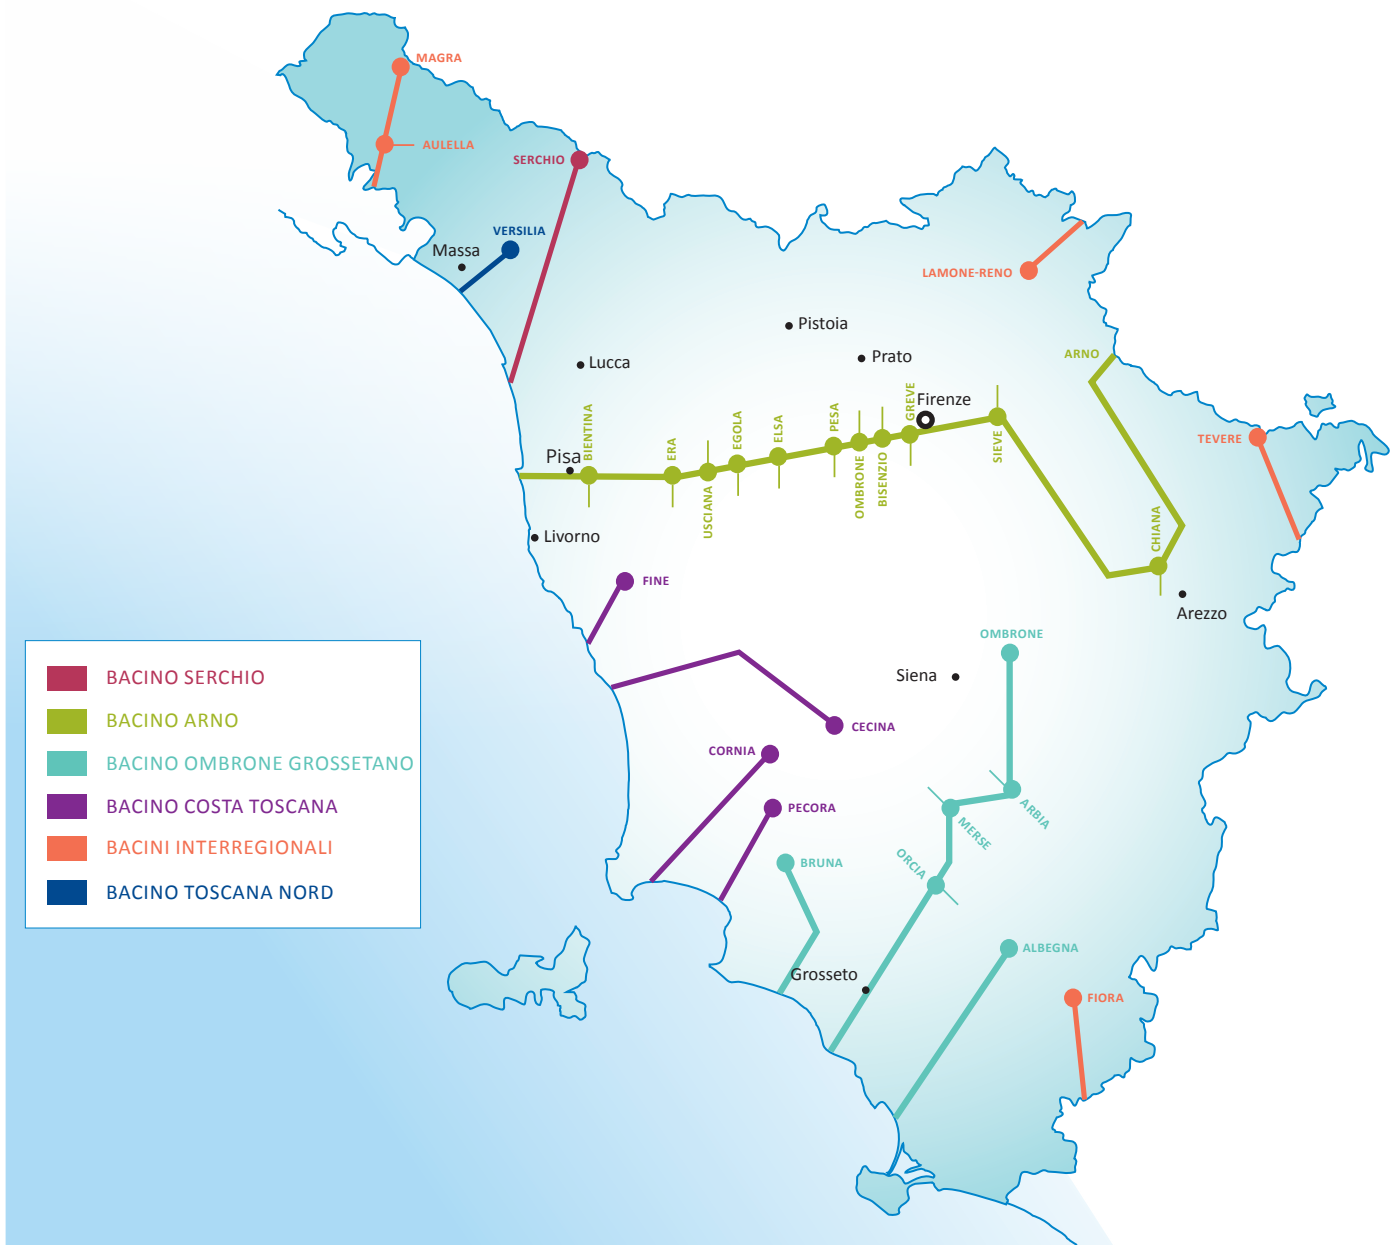 MAGRA
AULELLA
SERCHIO
VERSILIA
Massa
LAMONE-RENO
Pistoia
Prato
Lucca
ARNO
Firenze
GREVE
TEVERE
PESA
ELSA
EGOLA
ERA
BIENTINA
Pisa
USCIANA
OMBRONE
BISENZIO
SIEVE
CHIANA
Livorno
FINE
Arezzo
OMBRONE
Siena
CECINA
CORNIA
PECORA
ARBIA
MERSE
ORCIA
BRUNA
ALBEGNA
Grosseto
FIORA
BACINO SERCHIO
BACINO ARNO
BACINO OMBRONE GROSSETANO
BACINO COSTA TOSCANA
BACINI INTERREGIONALI
BACINO TOSCANA NORD